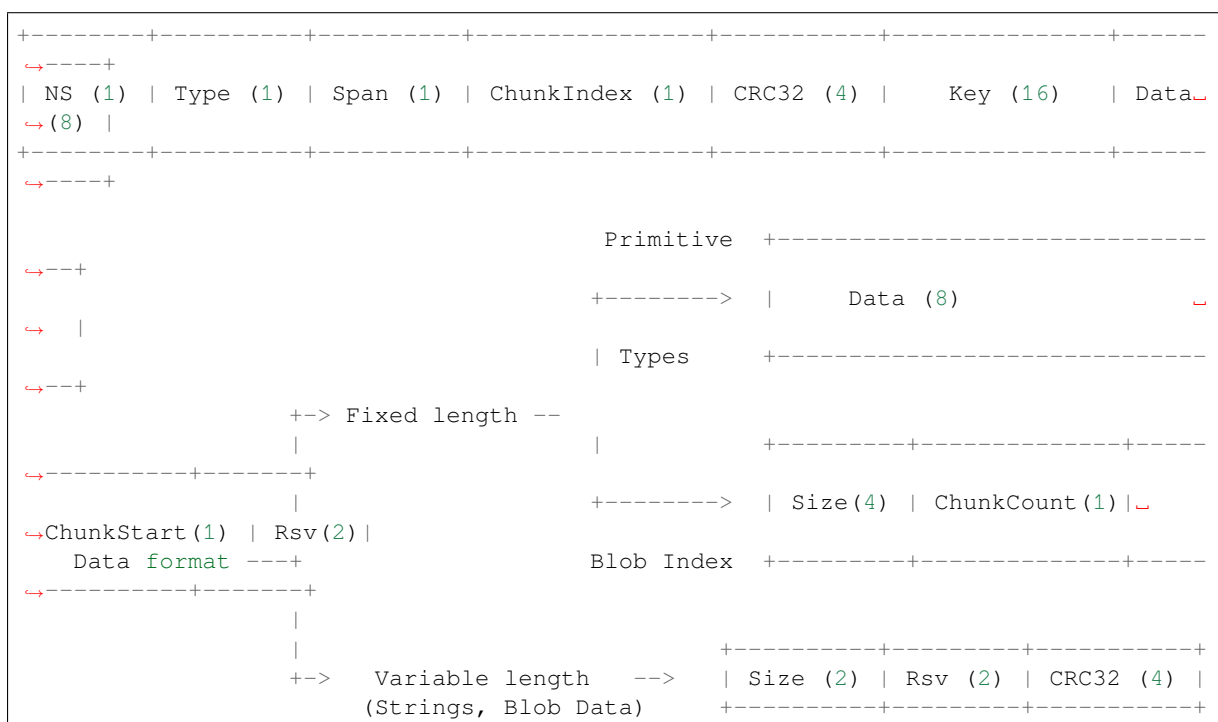 +--------+----------+----------+---------------+-----------+--------------+------
↪----+
| NS (1) | Type (1) | Span (1) | ChunkIndex (1) | CRC32 (4) |    Key (16)   | Data␣
↪(8) |
+--------+----------+----------+---------------+-----------+--------------+------
↪----+
Primitive  +------------------------------
↪--+
+-------->  |     Data (8)                ␣
↪  |
| Types     +------------------------------
↪--+
+-> Fixed length --
|                    |           +---------+--------------+-----
↪----------+-------+
|                    +-------->  | Size(4) | ChunkCount(1)|␣
↪ChunkStart(1) | Rsv(2)|
Data format ---+                    Blob Index  +---------+--------------+-----
↪----------+-------+
|
|                             +----------+---------+-----------+
+->   Variable length   -->   | Size (2) | Rsv (2) | CRC32 (4) |
(Strings, Blob Data)     +----------+---------+-----------+